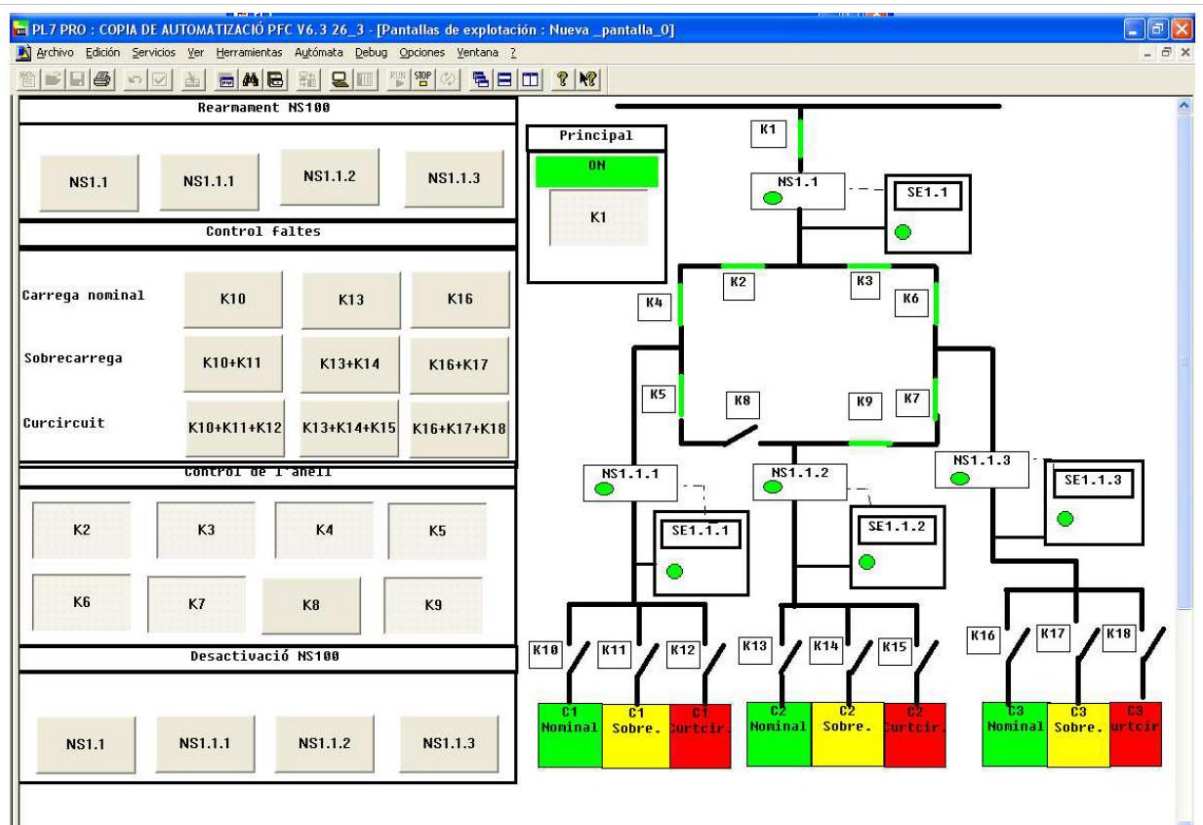 PL7 PRO : COPIA DE AUTOMATIZACIÓ PFC V6.3 26_3 - [Pantallas de explotación : Nueva _pantalla_0]
Archivo Edición Servicios Ver Herramientas Autómata Debug Opciones Ventana ?
RUN STOP
Rearmament NS100
NS1.1 NS1.1.1 NS1.1.2 NS1.1.3
Control faltes
Carrega nominal K10 K13 K16
Sobrecarrega K10+K11 K13+K14 K16+K17
Curcircuit K10+K11+K12 K13+K14+K15 K16+K17+K18
Control de l'anell
K2 K3 K4 K5
K6 K7 K8 K9
Desactivació NS100
NS1.1 NS1.1.1 NS1.1.2 NS1.1.3
Principal
ON
K1
K1
NS1.1
SE1.1
K2 K3
K4 K6
K5 K8 K9 K7
NS1.1.1 NS1.1.2 NS1.1.3
SE1.1.1 SE1.1.2 SE1.1.3
K10 K11 K12 K13 K14 K15 K16 K17 K18
C1 Nominal
C1 Sobre.
C1 urtcir.
C2 Nominal
C2 Sobre.
C2 urtcir.
C3 Nominal
C3 Sobre.
C3 urtcir